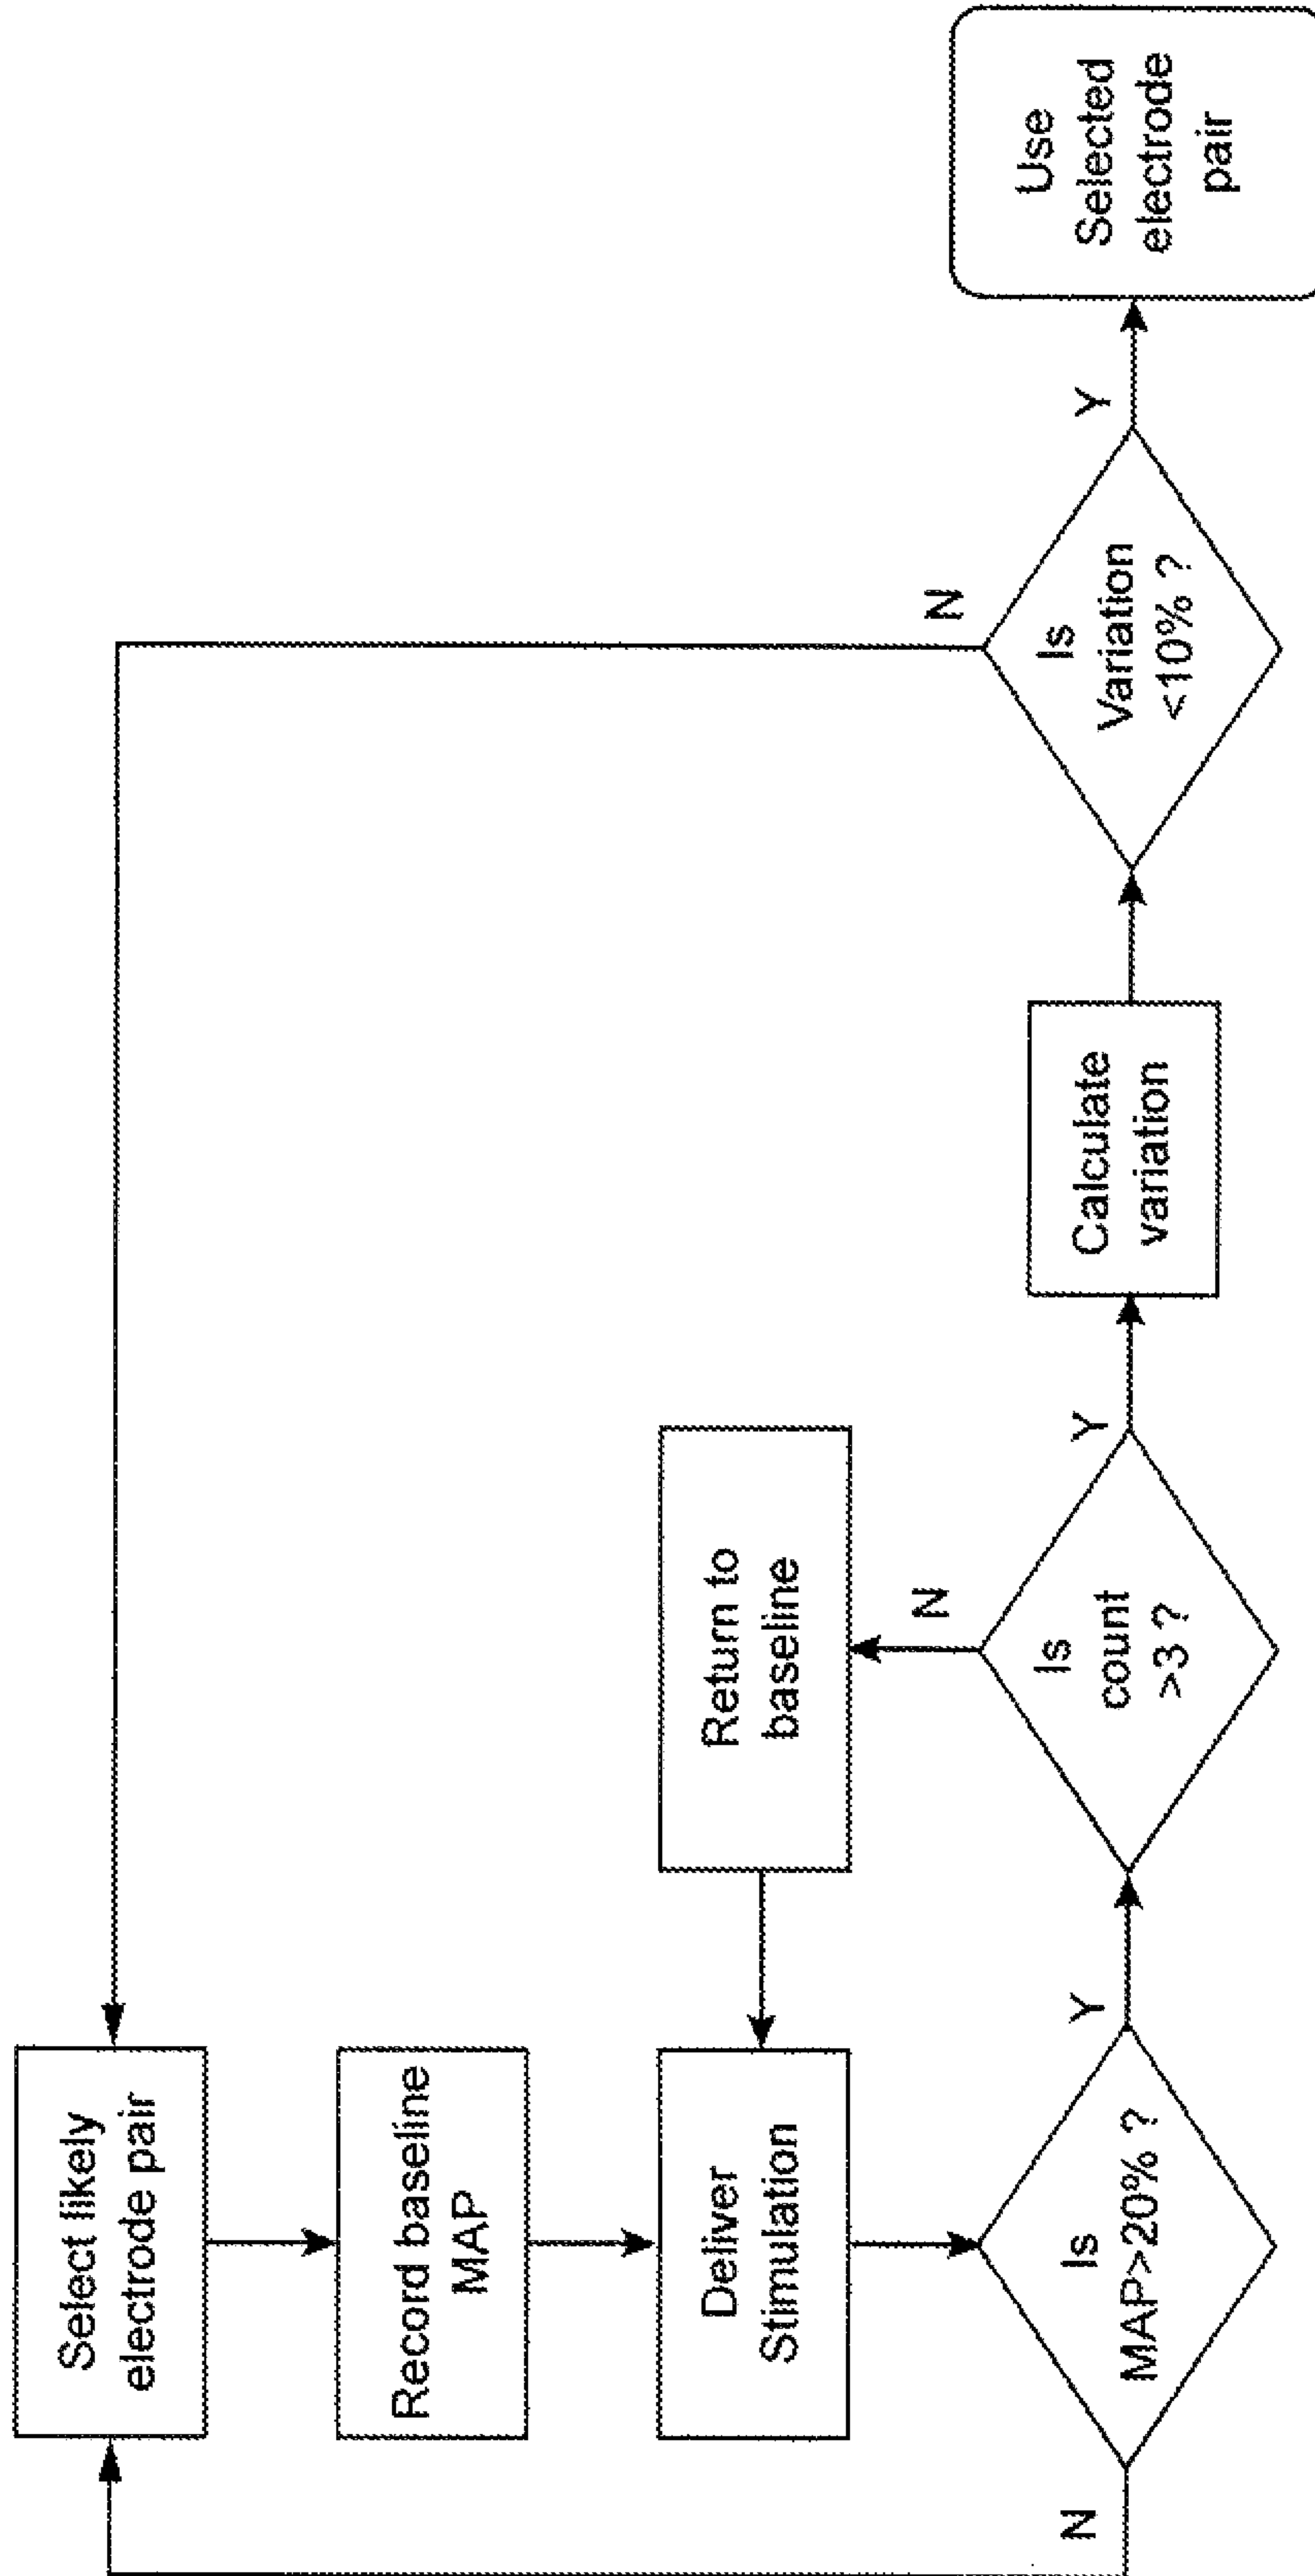 Select likely
electrode pair
Record baseline
MAP
Deliver
Stimulation
Is
MAP>20% ?
N
Y
Is
count
>3 ?
N
Return to
baseline
Y
Calculate
variation
Is
Variation
<10% ?
N
Y
Use
Selected
electrode
pair